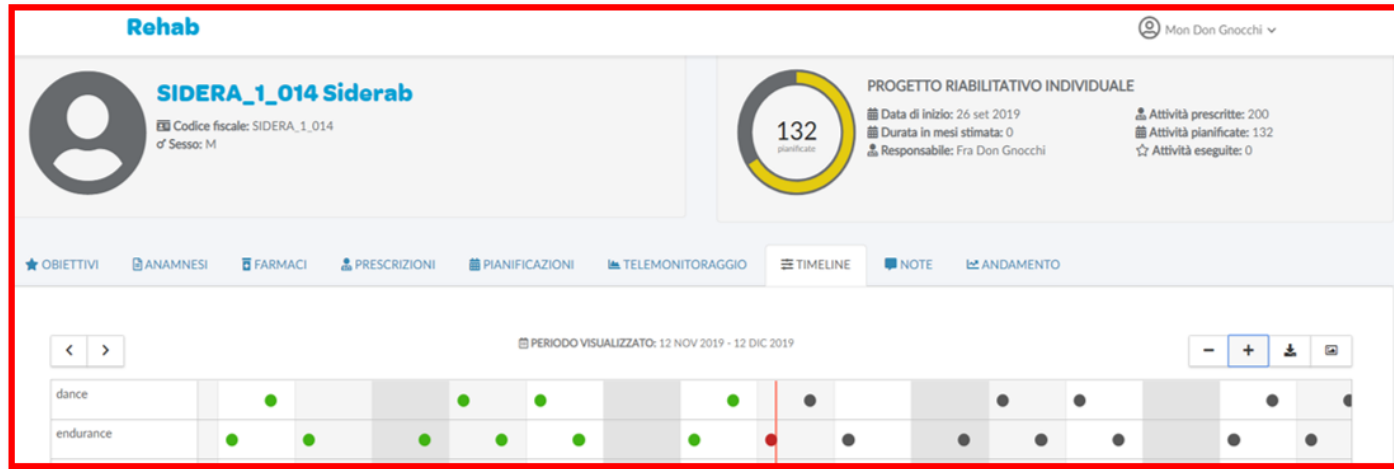 Rehab
Mon Don Gnocchi
SIDERA_1_014 Siderab
Codice fiscale: SIDERA_1_014
Sesso: M
132
pianificate
PROGETTO RIABILITATIVO INDIVIDUALE
Data di inizio: 26 set 2019
Durata in mesi stimata: 0
Responsabile: Fra Don Gnocchi
Attività prescritte: 200
Attività pianificate: 132
Attività eseguite: 0
OBIETTIVI ANAMNESI FARMACI PRESCRIZIONI PIANIFICAZIONI TELEMONITORAGGIO TIMELINE NOTE ANDAMENTO
PERIODO VISUALIZZATO: 12 NOV 2019 - 12 DIC 2019
dance
endurance